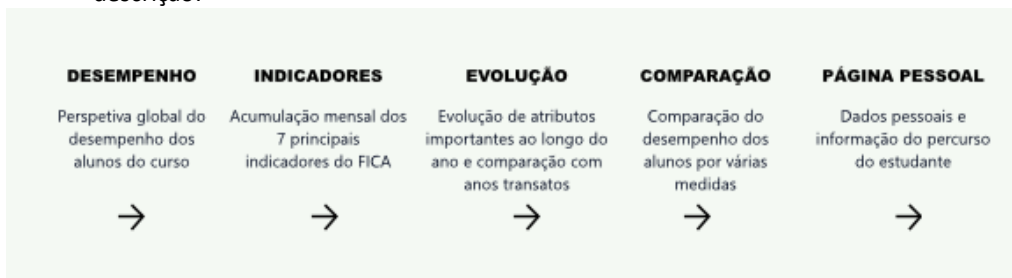 descrição?
DESEMPENHO
Perspetiva global do
desempenho dos
alunos do curso
INDICADORES
Acumulação mensal dos
7 principais
indicadores do FICA
EVOLUÇÃO
Evolução de atributos
importantes ao longo do
ano e comparação com
anos transatos
COMPARAÇÃO
Comparação do
desempenho dos
alunos por várias
medidas
PÁGINA PESSOAL
Dados pessoais e
informação do percurso
do estudante